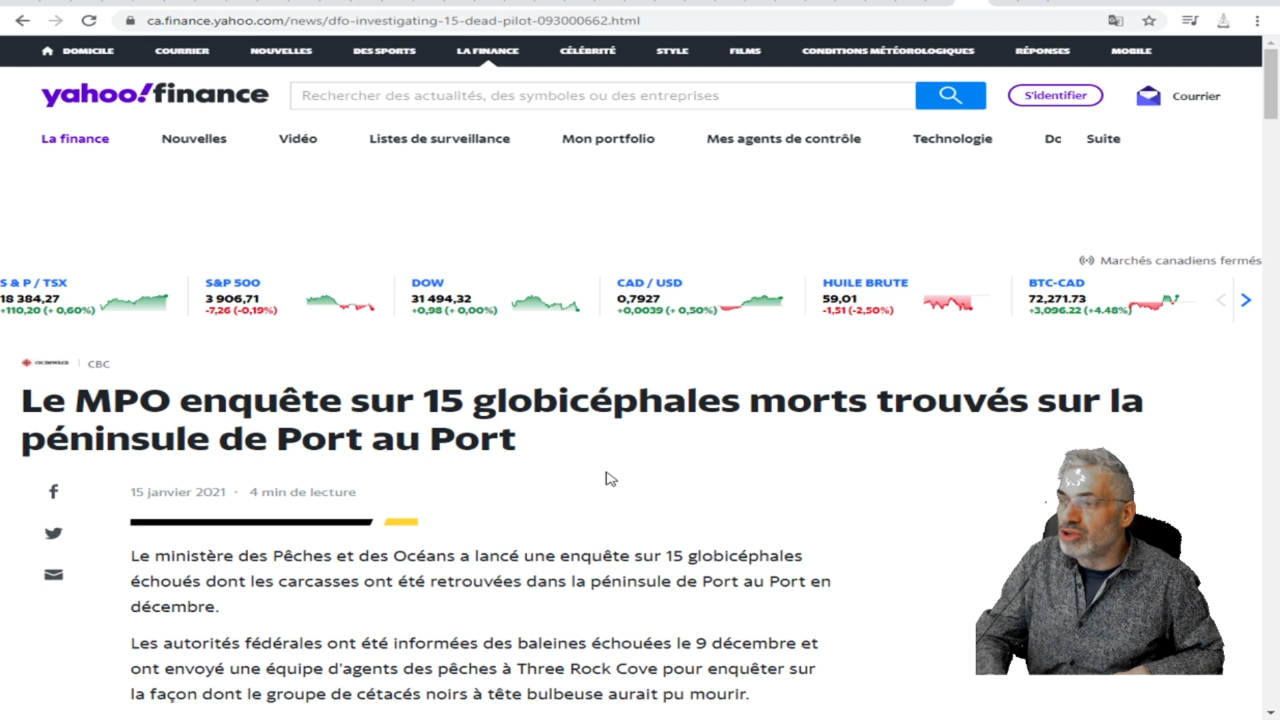 ca.finance.yahoo.com/news/dfo-investigating-15-dead-pilot-093000662.html
DOMICILE COURRIER NOUVELLES DES SPORTS LA FINANCE CÉLÉBRITÉ STYLE FILMS CONDITIONS MÉTÉOROLOGIQUES RÉPONSES MOBILE
yahoo!finance Rechercher des actualités, des symboles ou des entreprises S'identifier Courrier
La finance Nouvelles Vidéo Listes de surveillance Mon portfolio Mes agents de contrôle Technologie Dc Suite
Marchés canadiens fermés
S & P / TSX S&P 500 DOW CAD / USD HUILE BRUTE BTC-CAD
18 384,27 3 906,71 31 494,32 0,7927 59,01 72,271.73
+110,20 (+ 0,60%) -7,26 (-0,19%) +0,98 (+ 0,00%) +0,0039 (+ 0,50%) -1,51 (-2,50%) +3,096.22 (+4.48%)
CBC
Le MPO enquête sur 15 globicéphales morts trouvés sur la
péninsule de Port au Port
15 janvier 2021 · 4 min de lecture
Le ministère des Pêches et des Océans a lancé une enquête sur 15 globicéphales
échoués dont les carcasses ont été retrouvées dans la péninsule de Port au Port en
décembre.
Les autorités fédérales ont été informées des baleines échouées le 9 décembre et
ont envoyé une équipe d'agents des pêches à Three Rock Cove pour enquêter sur
la façon dont le groupe de cétacés noirs à tête bulbeuse aurait pu mourir.